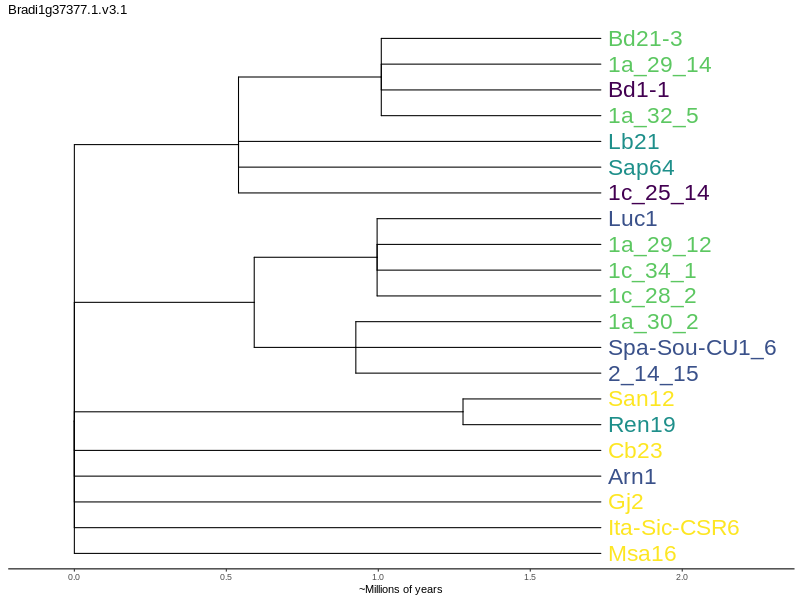 Bradi1g37377.1.v3.1
Bd21-3
1a_29_14
Bd1-1
1a_32_5
Lb21
Sap64
1c_25_14
Luc1
1a_29_12
1c_34_1
1c_28_2
1a_30_2
Spa-Sou-CU1_6
2_14_15
San12
Ren19
Cb23
Arn1
Gj2
Ita-Sic-CSR6
Msa16
0.0 0.5 1.0 1.5 2.0
~Millions of years